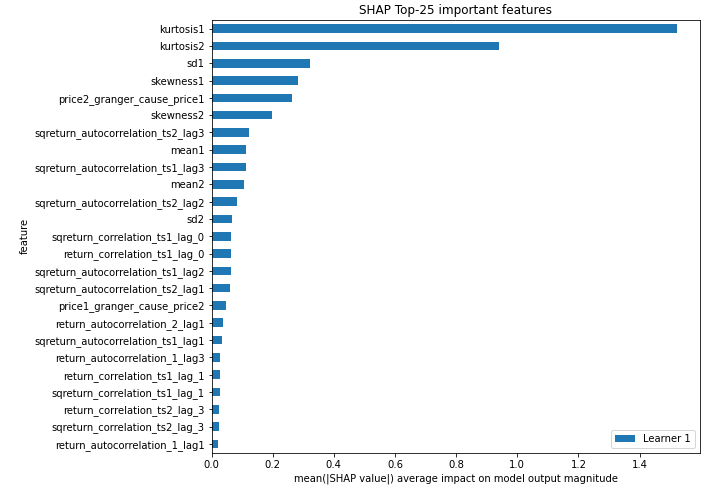 SHAP Top-25 important features
kurtosis1
kurtosis2
sd1
skewness1
price2_granger_cause_price1
skewness2
sqreturn_autocorrelation_ts2_lag3
mean1
sqreturn_autocorrelation_ts1_lag3
mean2
sqreturn_autocorrelation_ts2_lag2
sd2
sqreturn_correlation_ts1_lag_0
return_correlation_ts1_lag_0
sqreturn_autocorrelation_ts1_lag2
sqreturn_autocorrelation_ts2_lag1
price1_granger_cause_price2
return_autocorrelation_2_lag1
sqreturn_autocorrelation_ts1_lag1
return_autocorrelation_1_lag3
return_correlation_ts1_lag_1
sqreturn_correlation_ts1_lag_1
return_correlation_ts2_lag_3
sqreturn_correlation_ts2_lag_3
return_autocorrelation_1_lag1
feature
Learner 1
0.0 0.2 0.4 0.6 0.8 1.0 1.2 1.4
mean(|SHAP value|) average impact on model output magnitude